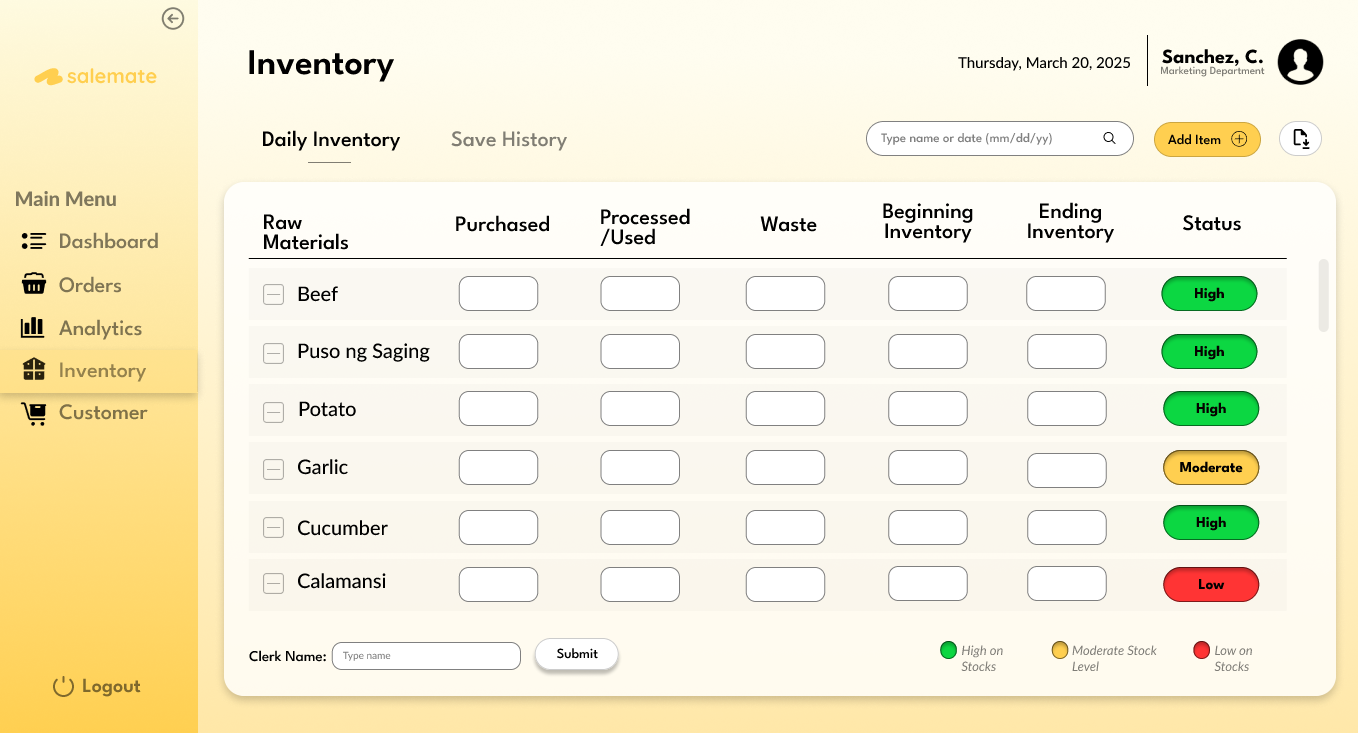 salemate
Inventory
Thursday, March 20, 2025
Sanchez, C.
Marketing Department
Daily Inventory
Save History
Type name or date (mm/dd/yy)
Add Item
Main Menu
Dashboard
Orders
Analytics
Inventory
Customer
Logout
Raw
Materials
Purchased
Processed
/Used
Waste
Beginning
Inventory
Ending
Inventory
Status
Beef
High
Puso ng Saging
High
Potato
High
Garlic
Moderate
Cucumber
High
Calamansi
Low
Clerk Name:
Type name
Submit
High on
Stocks
Moderate Stock
Level
Low on
Stocks